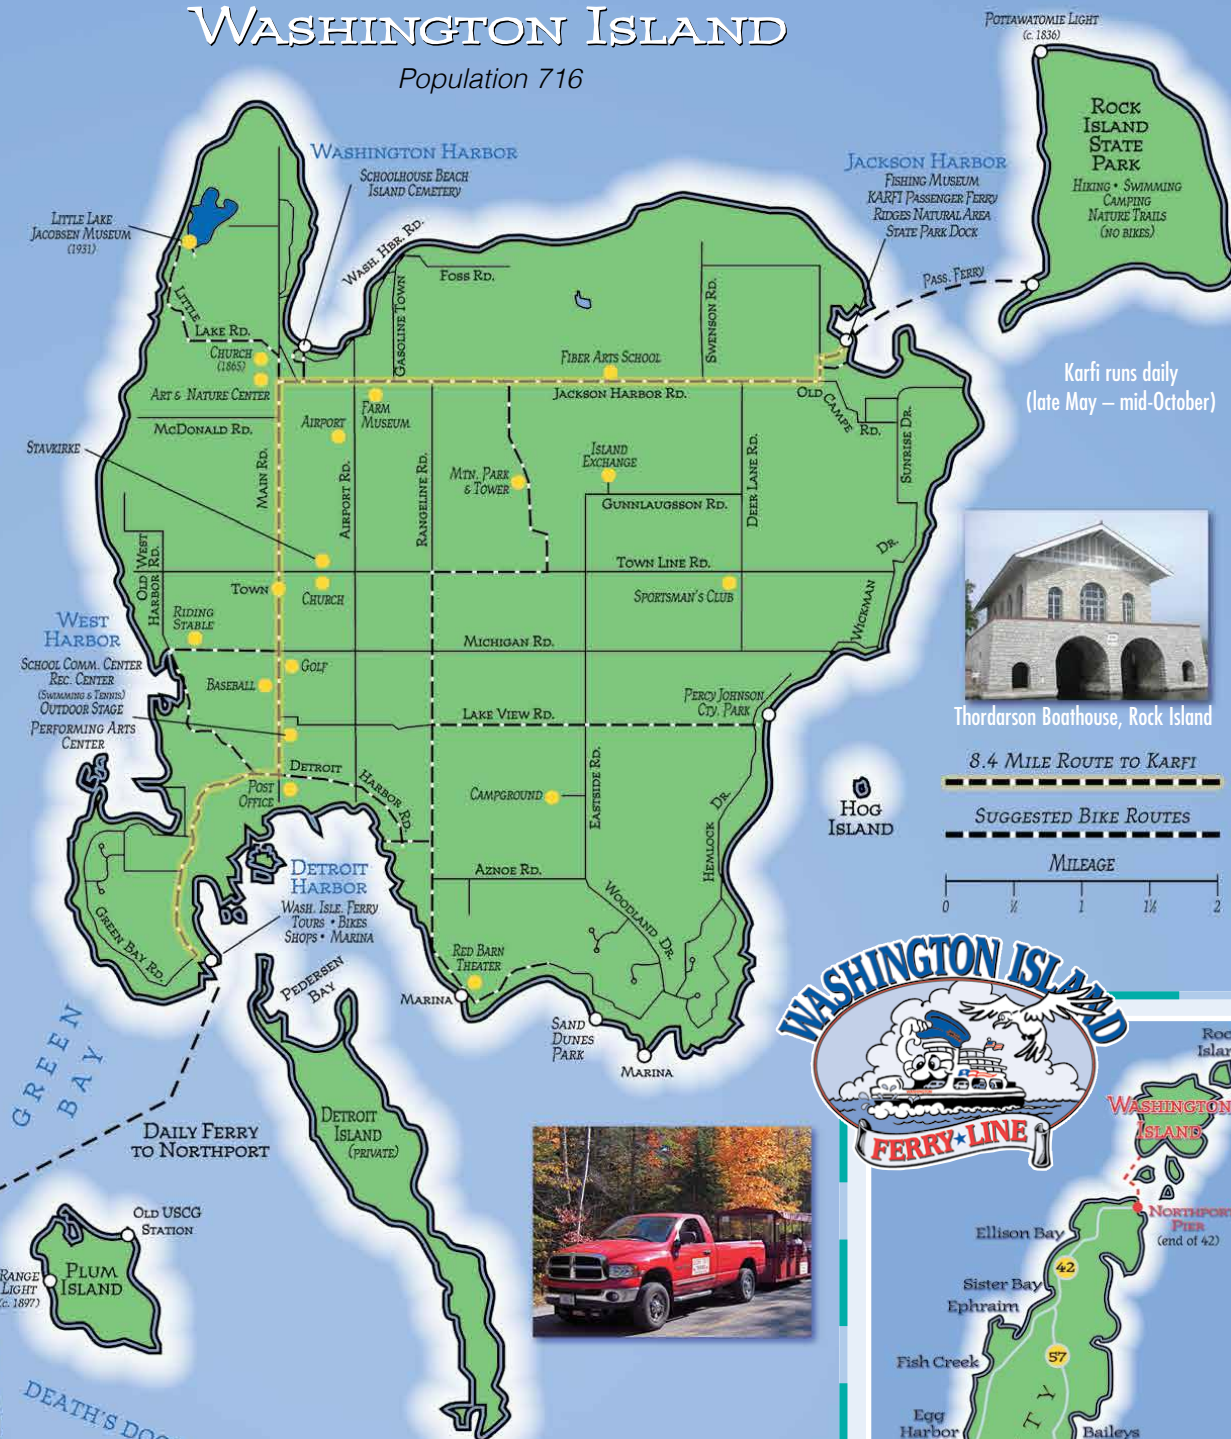 WASHINGTON ISLAND
Population 716
POTTAWATOMIE LIGHT
(c. 1836)
ROCK
ISLAND
STATE
PARK
HIKING • SWIMMING
CAMPING
NATURE TRAILS
(NO BIKES)
WASHINGTON HARBOR
SCHOOLHOUSE BEACH
ISLAND CEMETERY
JACKSON HARBOR
FISHING MUSEUM
KARFI PASSENGER FERRY
RIDGES NATURAL AREA
STATE PARK DOCK
LITTLE LAKE
JACOBSEN MUSEUM
(1931)
WASH. HBR. RD.
FOSS RD.
GASOLINE TOWN
PASS. FERRY
SWENSON RD.
LITTLE
LAKE RD.
CHURCH
(1865)
ART & NATURE CENTER
FIBER ARTS SCHOOL
JACKSON HARBOR RD.
OLD CAMPE RD.
SUNRISE DR.
Karfi runs daily
(late May – mid-October)
FARM
MUSEUM
AIRPORT
MCDONALD RD.
STAVKIRKE
MAIN RD.
AIRPORT RD.
RANGELINE RD.
MTN. PARK
& TOWER
ISLAND
EXCHANGE
GUNNLAUGSSON RD.
DEER LANE RD.
OLD WEST
HARBOR RD.
TOWN LINE RD.
TOWN
CHURCH
SPORTSMAN'S CLUB
WICKMAN
DR.
RIDING
STABLE
WEST
HARBOR
SCHOOL COMM. CENTER
REC. CENTER
(SWIMMING & TENNIS)
OUTDOOR STAGE
PERFORMING ARTS
CENTER
MICHIGAN RD.
GOLF
BASEBALL
PERCY JOHNSON
CTY. PARK
LAKE VIEW RD.
Thordarson Boathouse, Rock Island
8.4 MILE ROUTE TO KARFI
SUGGESTED BIKE ROUTES
MILEAGE
0 ½ 1 1½ 2
DETROIT
HARBOR RD.
POST
OFFICE
CAMPGROUND
EASTSIDE RD.
HEMLOCK DR.
HOG
ISLAND
AZNOE RD.
WOODLAND DR.
DETROIT
HARBOR
WASH. ISLE. FERRY
TOURS • BIKES
SHOPS • MARINA
GREEN BAY RD.
RED BARN
THEATER
MARINA
PEDERSEN
BAY
SAND
DUNES
PARK
MARINA
GREEN
BAY
DAILY FERRY
TO NORTHPORT
DETROIT
ISLAND
(PRIVATE)
OLD USCG
STATION
RANGE
LIGHT
c. 1897)
PLUM
ISLAND
DEATH'S DOO
WASHINGTON ISLAND
FERRY ★ LINE
Roc
Islan
WASHINGTON
ISLAND
NORTHPORT
PIER
(end of 42)
Ellison Bay
42
Sister Bay
Ephraim
57
Fish Creek
Egg
Harbor
T Y
Baileys